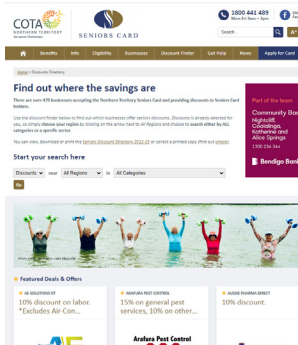 COTA
NORTHERN TERRITORY
SENIORS CARD
1800 441 489
Mon-Fri 9am - 2pm
Search
A+
Benefits Info Eligibility Businesses Discount Finder Get Help News Apply for Card
Home > Discounts Directory
Find out where the savings are
There are over 470 businesses accepting the Northern Territory Seniors Card and providing discounts to Seniors Card
holders.
Use the discount finder below to find out which businesses offer seniors discounts. Discounts is already selected for
you, so simply choose your region by clicking on the arrow next to All Regions and choose to search either by ALL
categories or a specific sector.
You can view, download or print the Seniors Discount Directory 2022-23 or collect a printed copy (find out where).
Start your search here
Discounts near All Regions in All Categories
Go
Part of the team
Community Bank
Nightcliff,
Coolalinga,
Katherine and
Alice Springs
1300 236 344
Bendigo Bank
Featured Deals & Offers
AE SOLUTIONS NT
10% discount on labor.
*Excludes Air-Con...
ARAFURA PEST CONTROL
15% on general pest
services, 10% on other...
Arafura Pest Control
AUSSIE PHARMA DIRECT
10% discount.